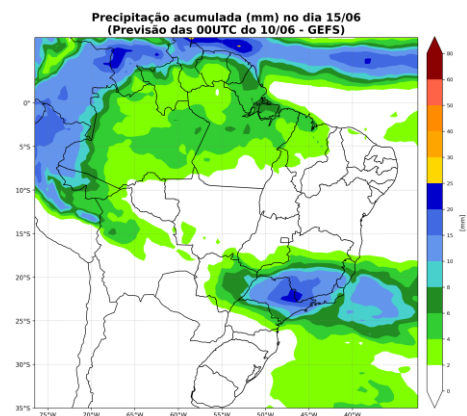 Precipitação acumulada (mm) no dia 15/06
(Previsão das 00UTC do 10/06 - GEFS)
80
60
50
40
30
25
20
15
10
8
6
4
2
0
[mm]
0°
5°S
10°S
15°S
20°S
25°S
30°S
35°S
75°W
70°W
65°W
60°W
55°W
50°W
45°W
40°W